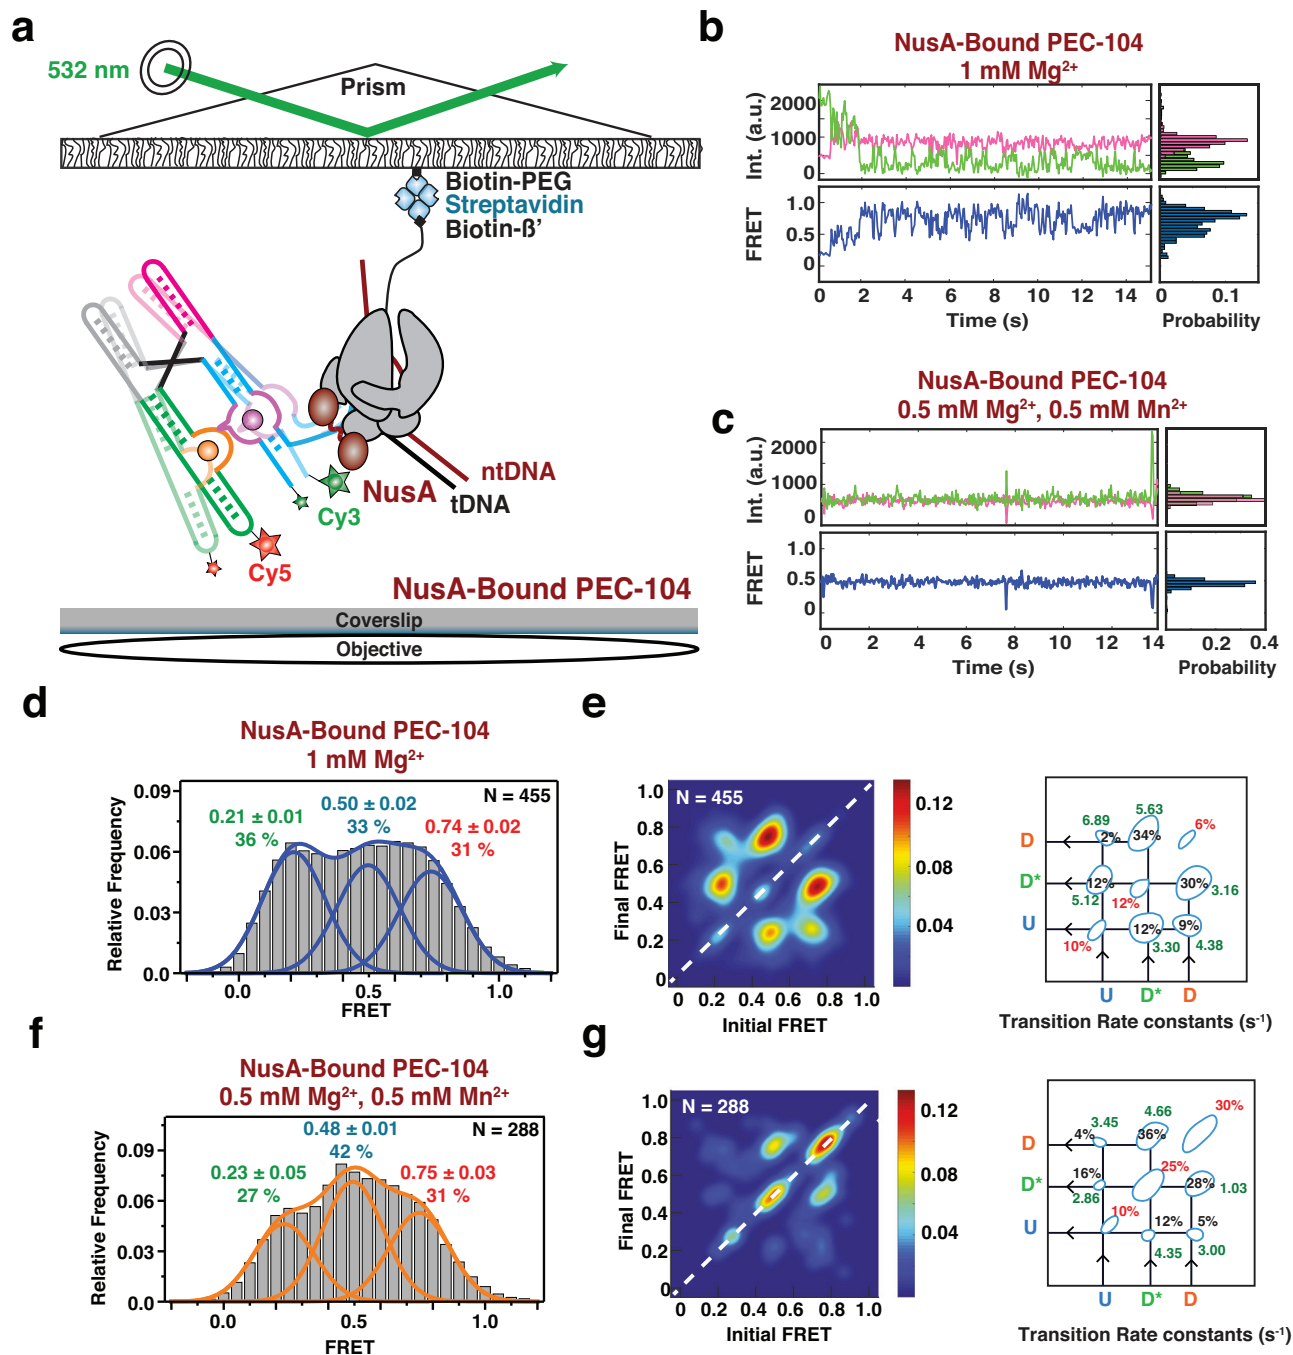 a
532 nm
Prism
Biotin-PEG
Streptavidin
Biotin-ß’
ntDNA
tDNA
NusA
Cy3
Cy5
NusA-Bound PEC-104
Coverslip
Objective
b
NusA-Bound PEC-104
1 mM Mg²⁺
Int. (a.u.)
2000
1000
0
FRET
1.0
0.5
0
0 2 4 6 8 10 12 14
Time (s)
0 0.1
Probability
c
NusA-Bound PEC-104
0.5 mM Mg²⁺, 0.5 mM Mn²⁺
Int. (a.u.)
2000
1000
0
FRET
1.0
0.5
0
0 2 4 6 8 10 12 14
Time (s)
0.2 0.4
Probability
d
NusA-Bound PEC-104
1 mM Mg²⁺
Relative Frequency
0.09
0.06
0.03
0.0
N = 455
0.21 ± 0.01
36 %
0.50 ± 0.02
33 %
0.74 ± 0.02
31 %
0.0 0.5 1.0
FRET
e
N = 455
Final FRET
1.0
0.8
0.6
0.4
0.2
0
0 0.2 0.4 0.6 0.8 1.0
Initial FRET
0.12
0.08
0.04
D
D*
U
6.89
2%
5.63
34%
6%
12%
5.12
12%
30%
3.16
10%
12%
3.30
9%
4.38
U D* D
Transition Rate constants (s⁻¹)
f
NusA-Bound PEC-104
0.5 mM Mg²⁺, 0.5 mM Mn²⁺
Relative Frequency
0.09
0.06
0.03
0.0
N = 288
0.23 ± 0.05
27 %
0.48 ± 0.01
42 %
0.75 ± 0.03
31 %
0.0 0.5 1.0
FRET
g
N = 288
Final FRET
1.0
0.8
0.6
0.4
0.2
0
0 0.2 0.4 0.6 0.8 1.0
Initial FRET
0.12
0.08
0.04
D
D*
U
4%
3.45
4.66
36%
30%
16%
2.86
25%
28%
1.03
10%
12%
4.35
5%
3.00
U D* D
Transition Rate constants (s⁻¹)